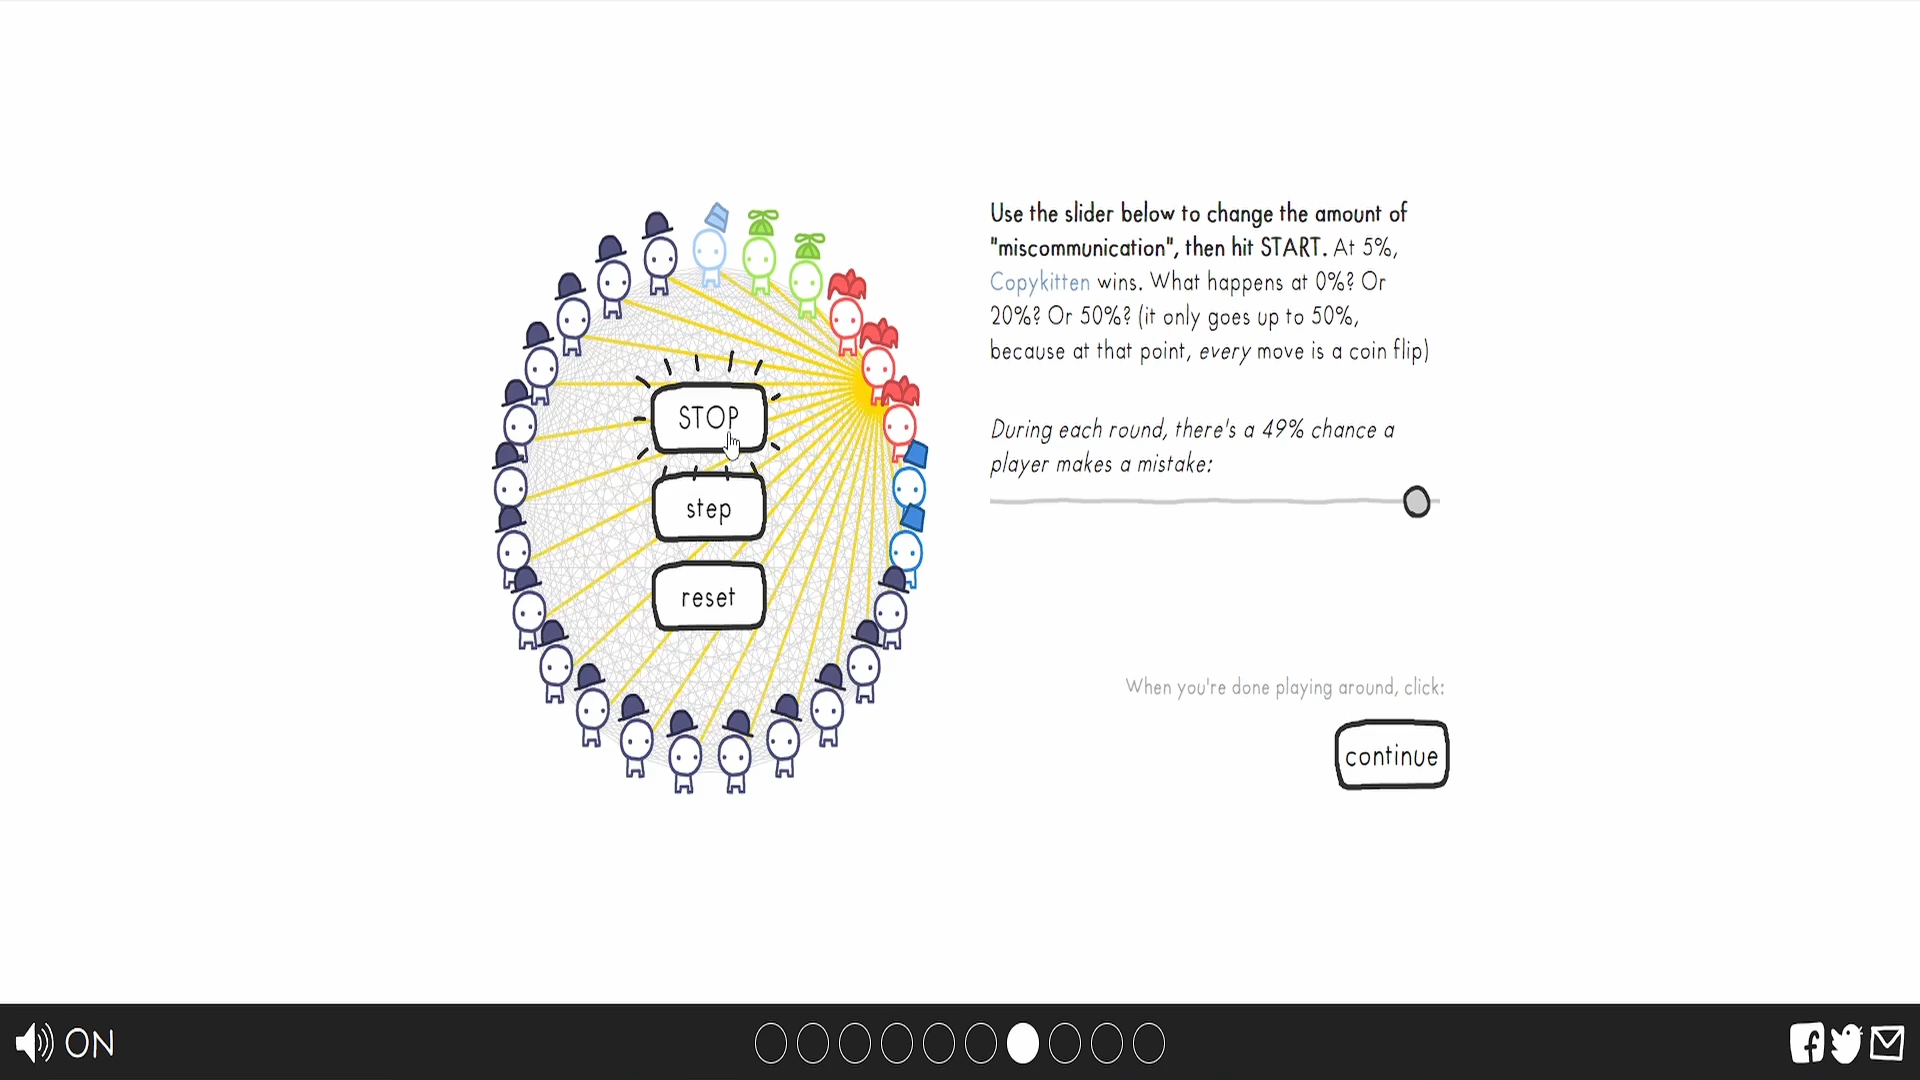 Use the slider below to change the amount of
"miscommunication", then hit START. At 5%,
Copykitten wins. What happens at 0%? Or
20%? Or 50%? (it only goes up to 50%,
because at that point, every move is a coin flip)
During each round, there's a 49% chance a
player makes a mistake:
STOP
step
reset
When you're done playing around, click:
continue
ON